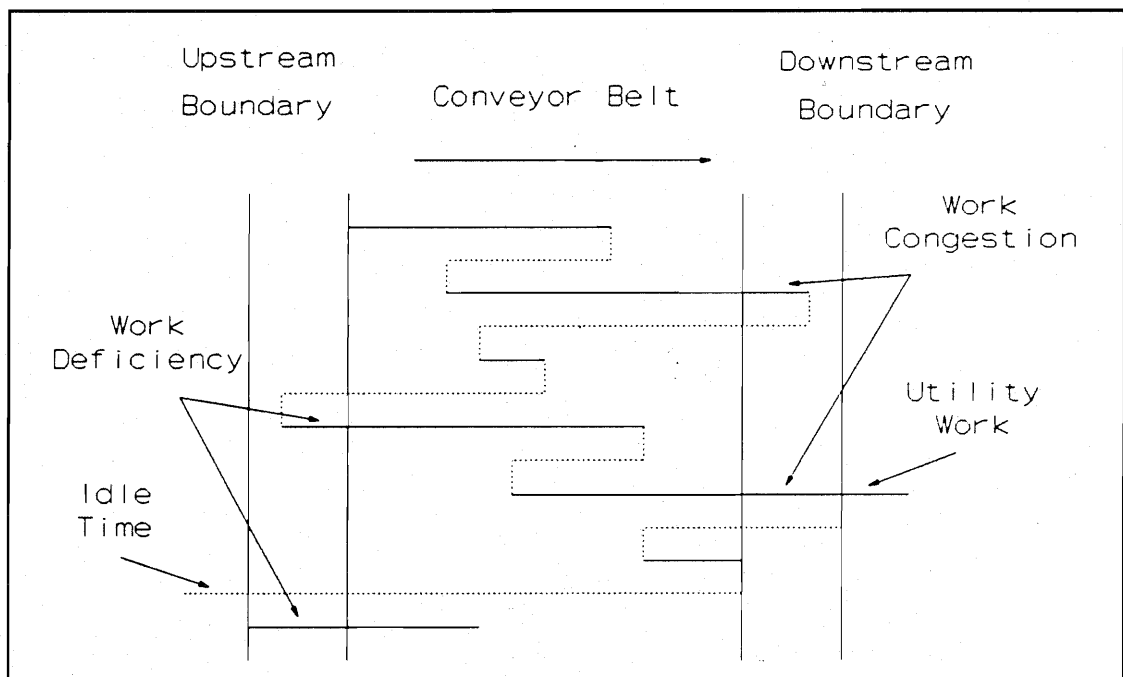 Upstream
Boundary
Conveyor Belt
Downstream
Boundary
Work
Congestion
Work
Deficiency
Utility
Work
Idle
Time